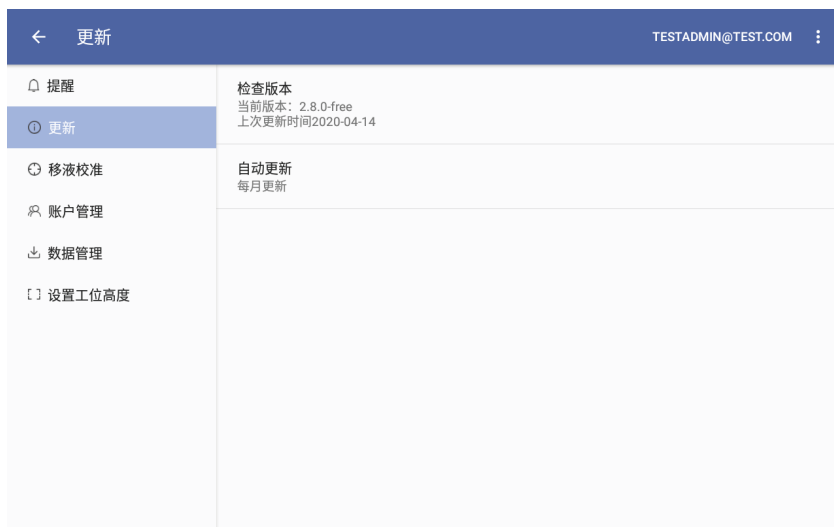 更新
TESTADMIN@TEST.COM
提醒
更新
移液校准
账户管理
数据管理
设置工位高度
检查版本
当前版本：2.8.0-free
上次更新时间2020-04-14
自动更新
每月更新